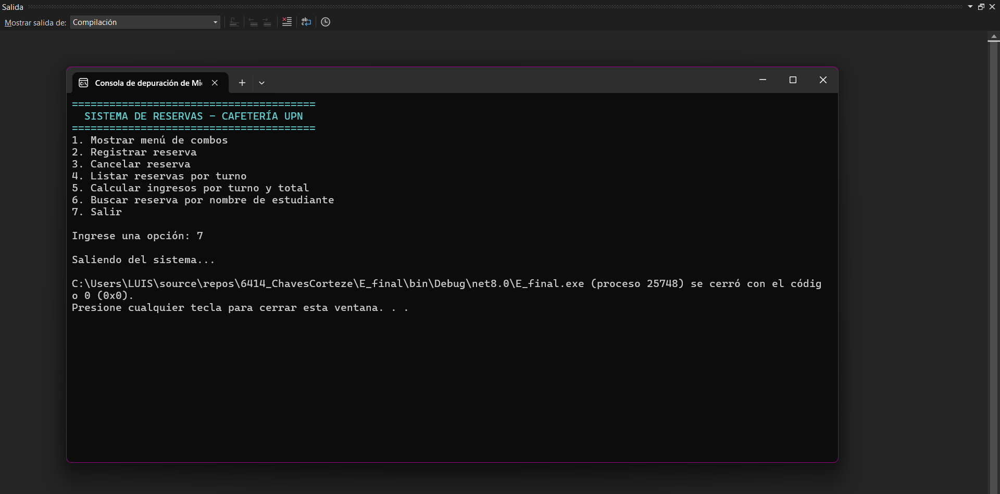 Salida
Mostrar salida de: Compilación
Consola de depuración de Mi
=======================================
SISTEMA DE RESERVAS - CAFETERÍA UPN
=======================================
1. Mostrar menú de combos
2. Registrar reserva
3. Cancelar reserva
4. Listar reservas por turno
5. Calcular ingresos por turno y total
6. Buscar reserva por nombre de estudiante
7. Salir
Ingrese una opción: 7
Saliendo del sistema...
C:\Users\LUIS\source\repos\6414_ChavesCorteze\E_final\bin\Debug\net8.0\E_final.exe (proceso 25748) se cerró con el códig
o 0 (0x0).
Presione cualquier tecla para cerrar esta ventana. . .